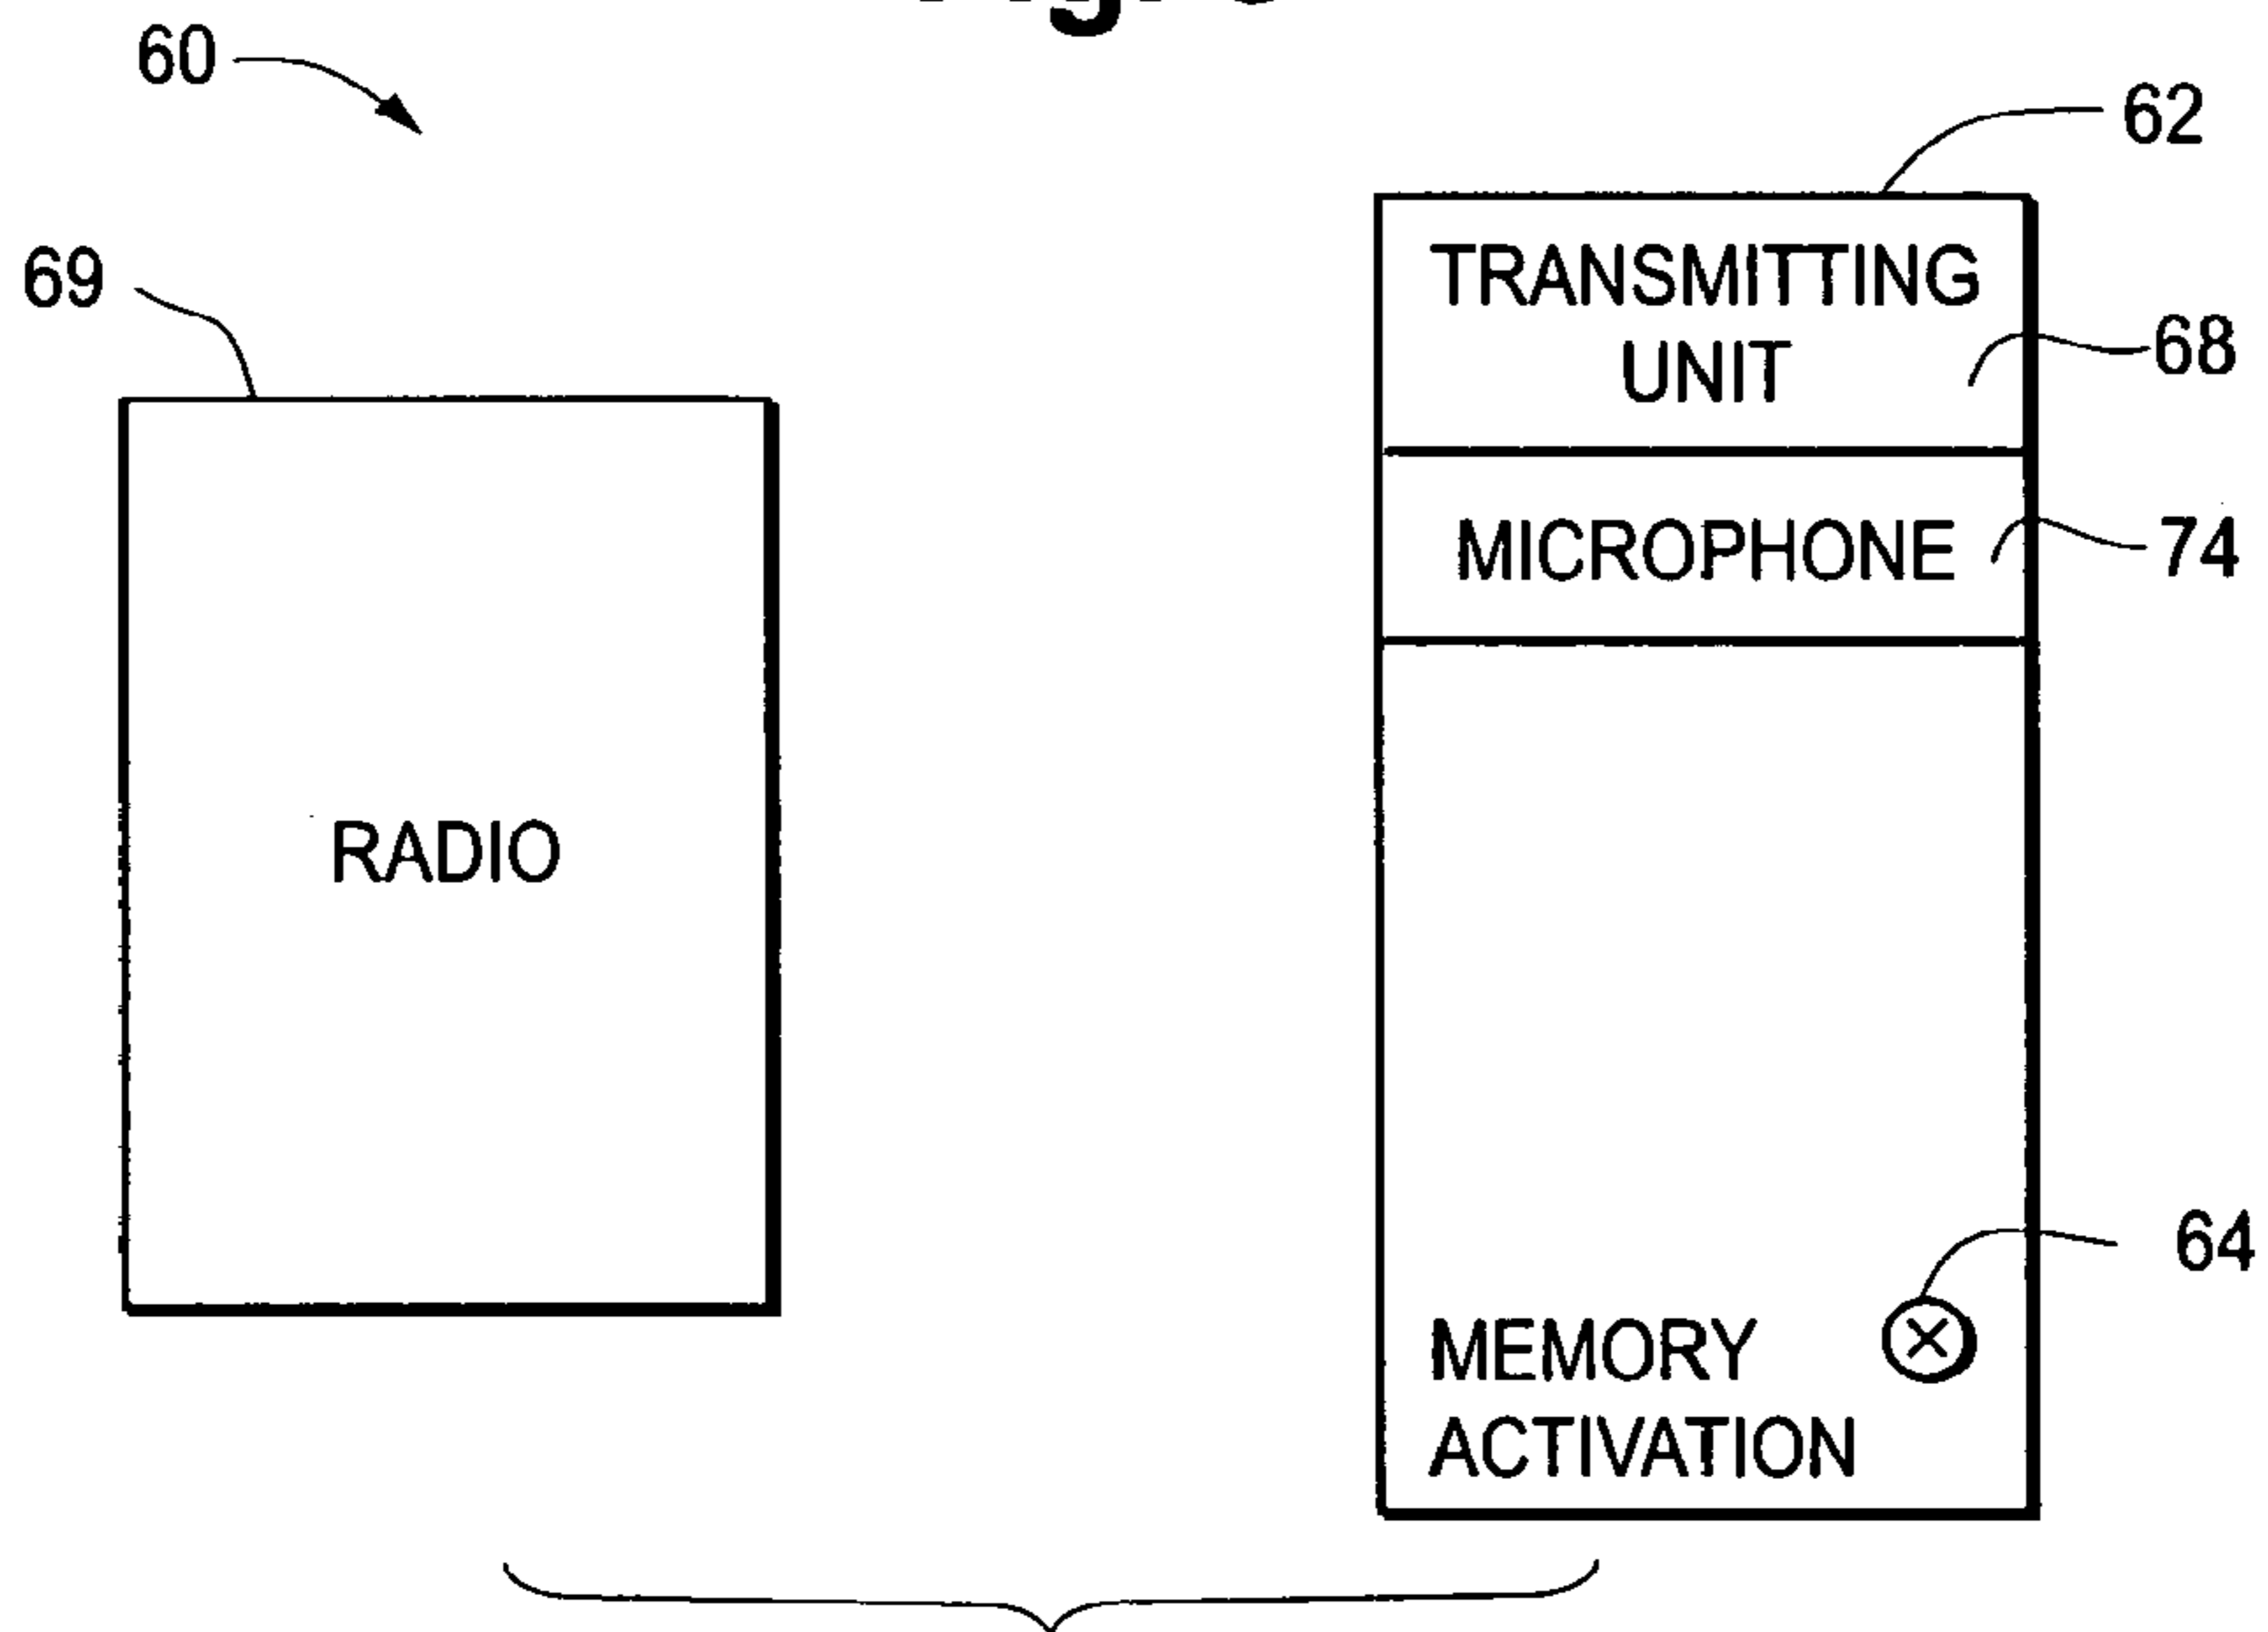 60
62
69
TRANSMITTING
UNIT
68
MICROPHONE
74
RADIO
64
MEMORY
ACTIVATION